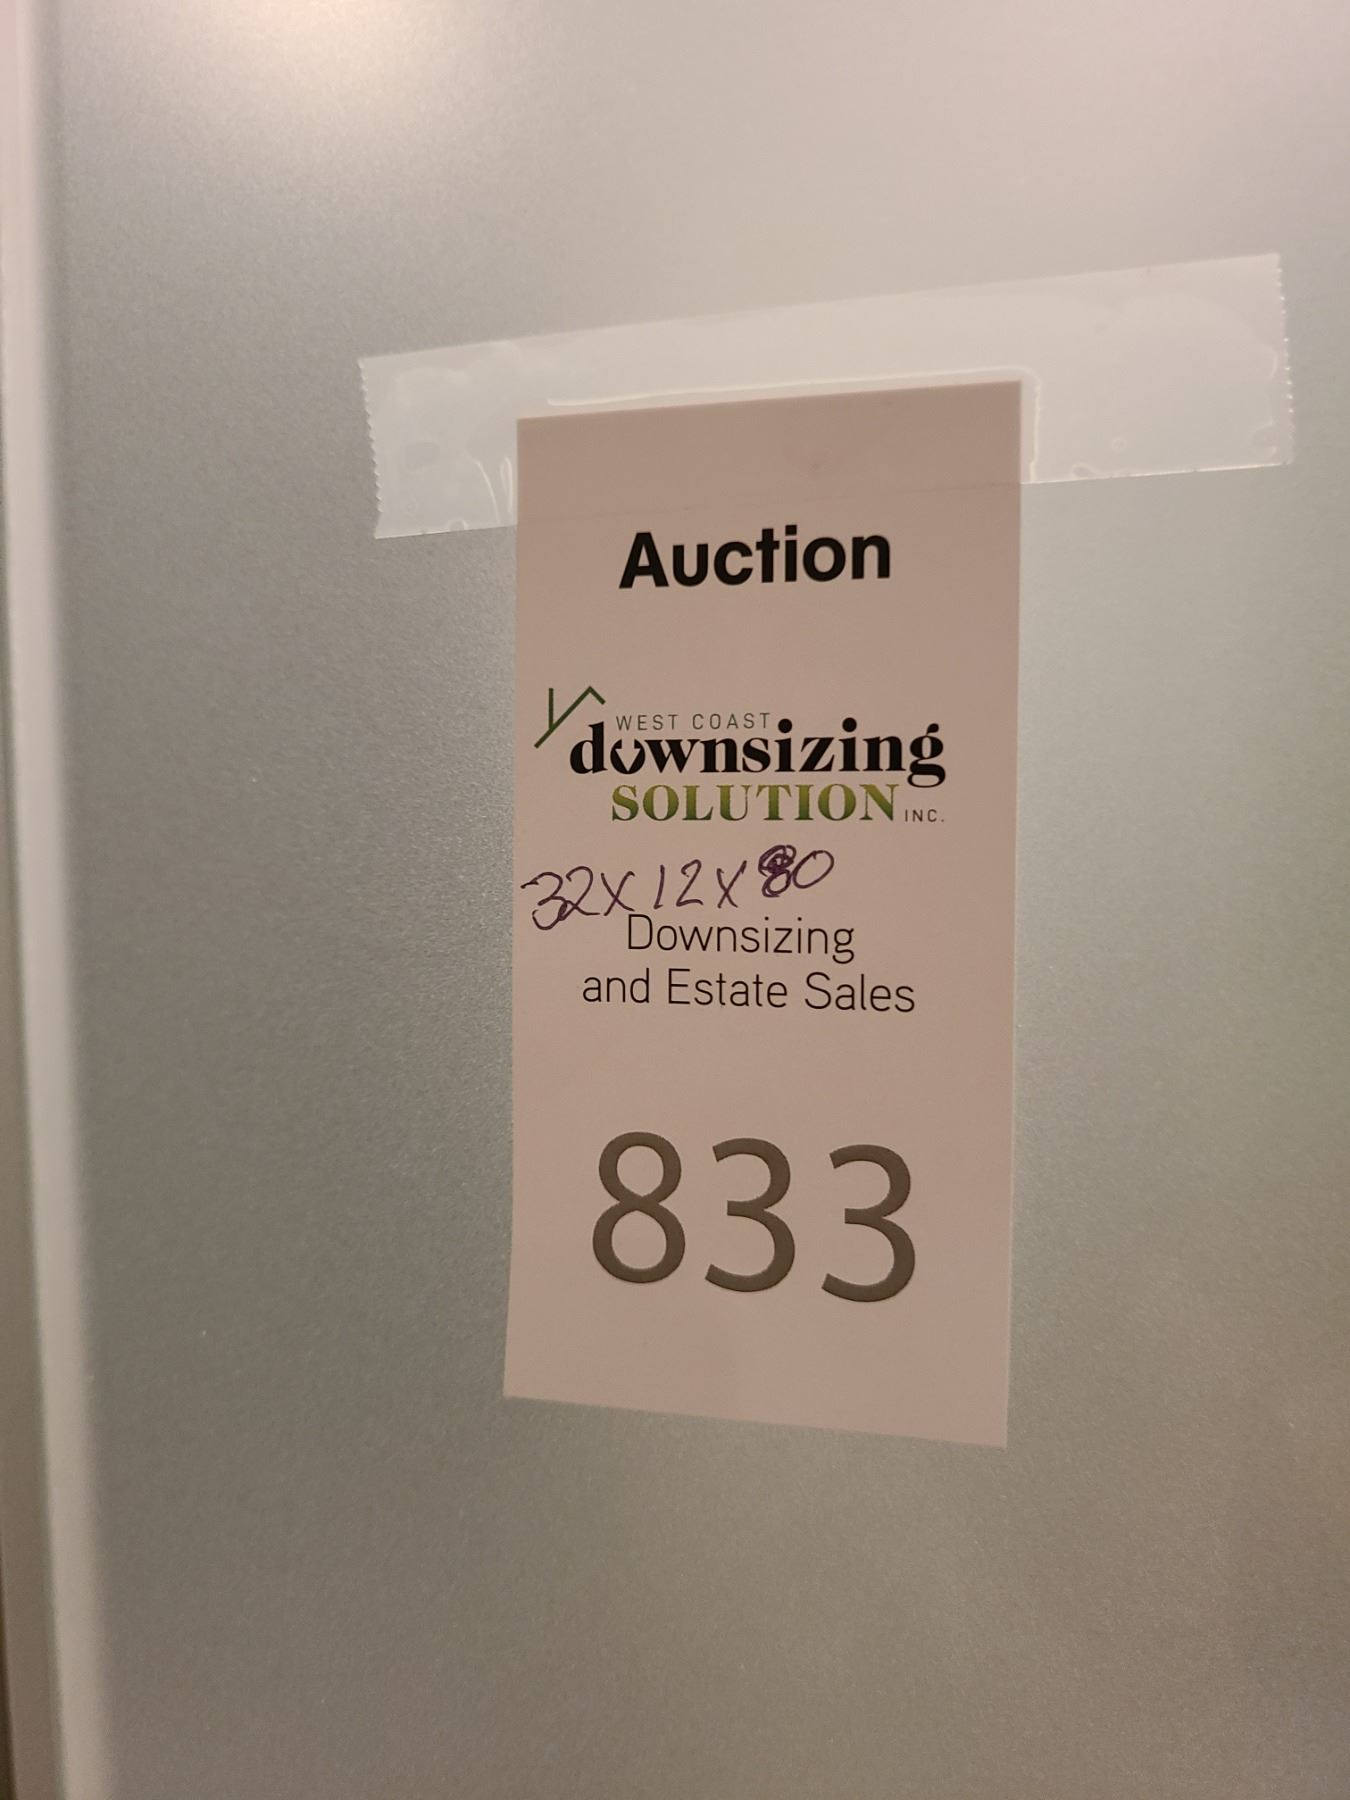 Auction
WEST COAST
downsizing
SOLUTION INC.
32X12X80
Downsizing
and Estate Sales
833